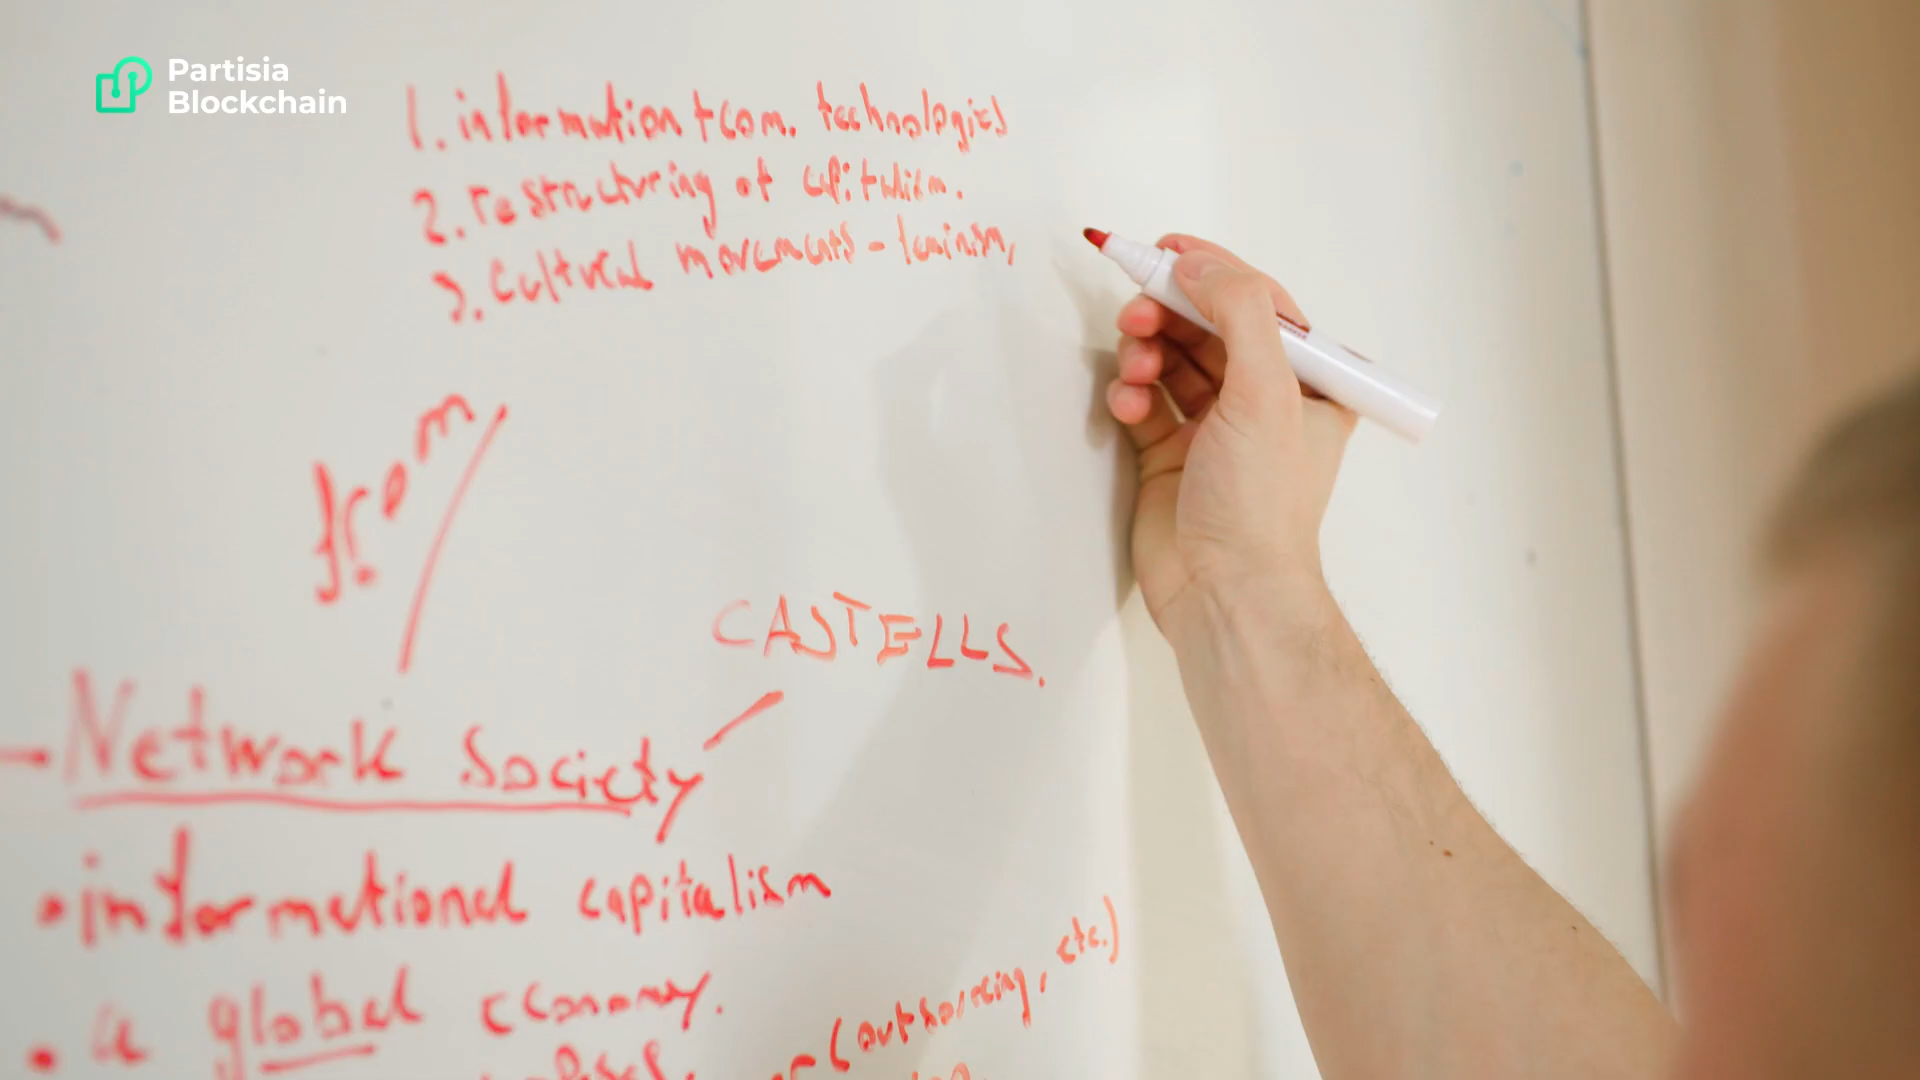 Partisia
Blockchain
1. information + com. technologies
2. restructuring of capitalism.
3. cultural movements - feminism,
from
CASTELLS.
Network Society
• informational capitalism
• a global economy.
(outsourcing, etc.)